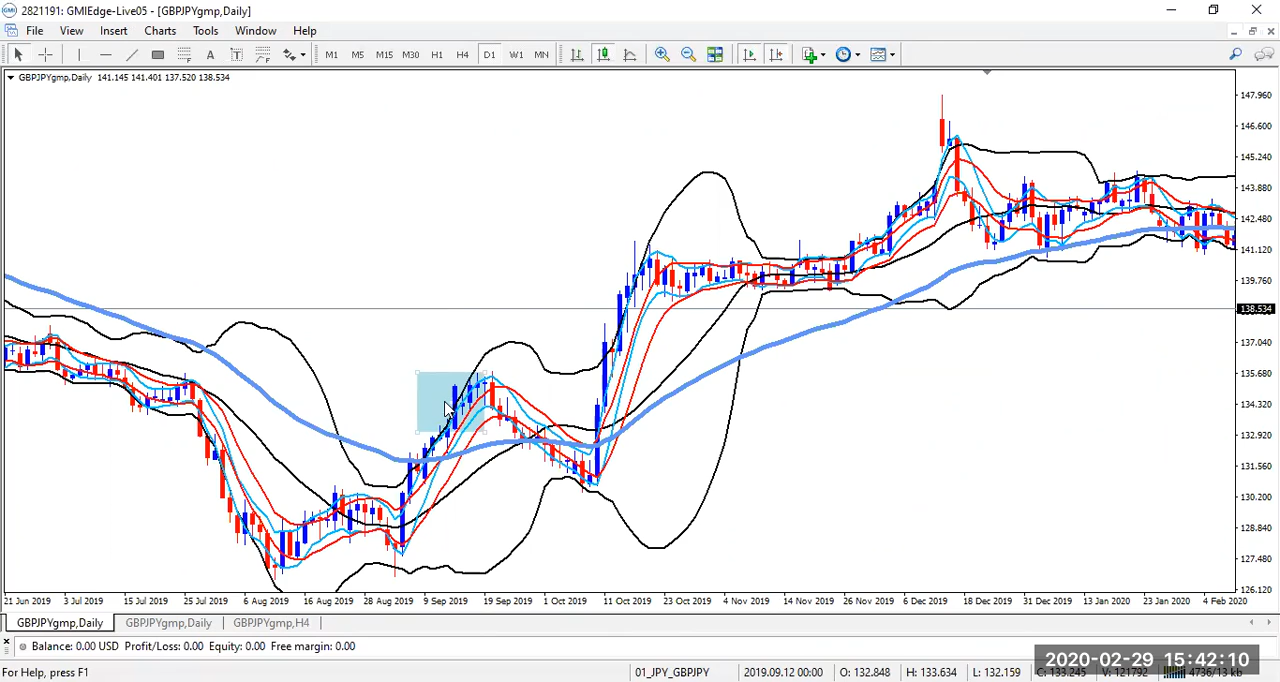 2821191: GMIEdge-Live05 - [GBPJPYgmp,Daily]
File View Insert Charts Tools Window Help
M1 M5 M15 M30 H1 H4 D1 W1 MN
GBPJPYgmp,Daily 141.145 141.401 137.520 138.534
147.960
146.600
145.240
143.880
142.480
141.120
139.760
138.534
137.040
135.680
134.320
132.920
131.560
130.200
128.840
127.480
126.120
21 Jun 2019 3 Jul 2019 15 Jul 2019 25 Jul 2019 6 Aug 2019 16 Aug 2019 28 Aug 2019 9 Sep 2019 19 Sep 2019 1 Oct 2019 11 Oct 2019 23 Oct 2019 4 Nov 2019 14 Nov 2019 26 Nov 2019 6 Dec 2019 18 Dec 2019 31 Dec 2019 13 Jan 2020 23 Jan 2020 4 Feb 2020
GBPJPYgmp,Daily GBPJPYgmp,Daily GBPJPYgmp,H4
Balance: 0.00 USD Profit/Loss: 0.00 Equity: 0.00 Free margin: 0.00
2020-02-29 15:42:10
For Help, press F1 01_JPY_GBPJPY 2019.09.12 00:00 O: 132.848 H: 133.634 L: 132.159 C: 133.245 V: 121792 4736/13 kb